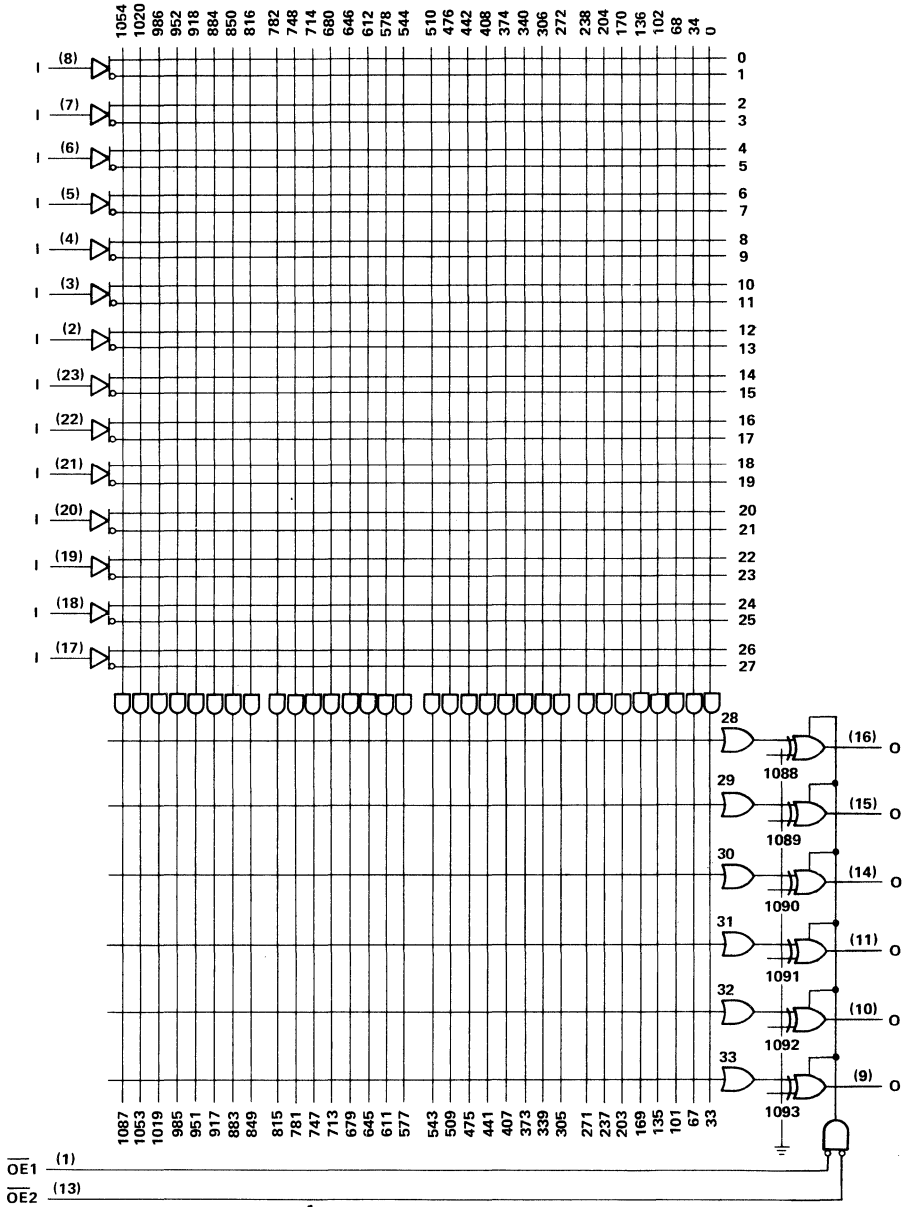 1054 1020 986 952 918 884 850 816 782 748 714 680 646 612 578 544 510 476 442 408 374 340 306 272 238 204 170 136 102 68 34 0
I (8) 0
1
I (7) 2
3
I (6) 4
5
I (5) 6
7
I (4) 8
9
I (3) 10
11
I (2) 12
13
I (23) 14
15
I (22) 16
17
I (21) 18
19
I (20) 20
21
I (19) 22
23
I (18) 24
25
I (17) 26
27
28 (16) O
1088
29 (15) O
1089
30 (14) O
1090
31 (11) O
1091
32 (10) O
1092
33 (9) O
1093
1087 1053 1019 985 951 917 883 849 815 781 747 713 679 645 611 577 543 509 475 441 407 373 339 305 271 237 203 169 135 101 67 33
OE1 (1)
OE2 (13)